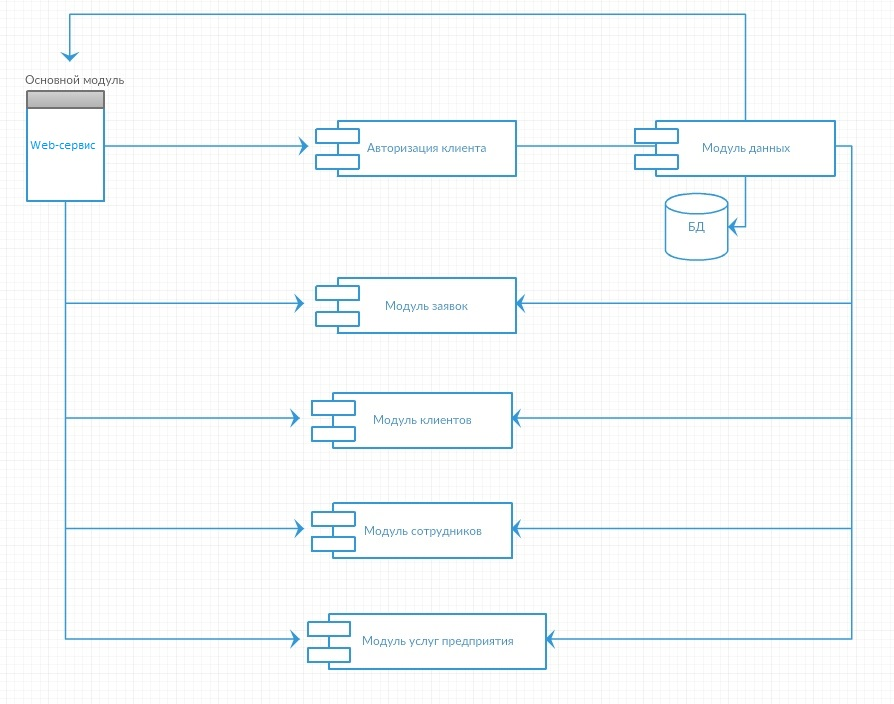 Основной модуль
Web-сервис
Авторизация клиента
Модуль данных
БД
Модуль заявок
Модуль клиентов
Модуль сотрудников
Модуль услуг предприятия